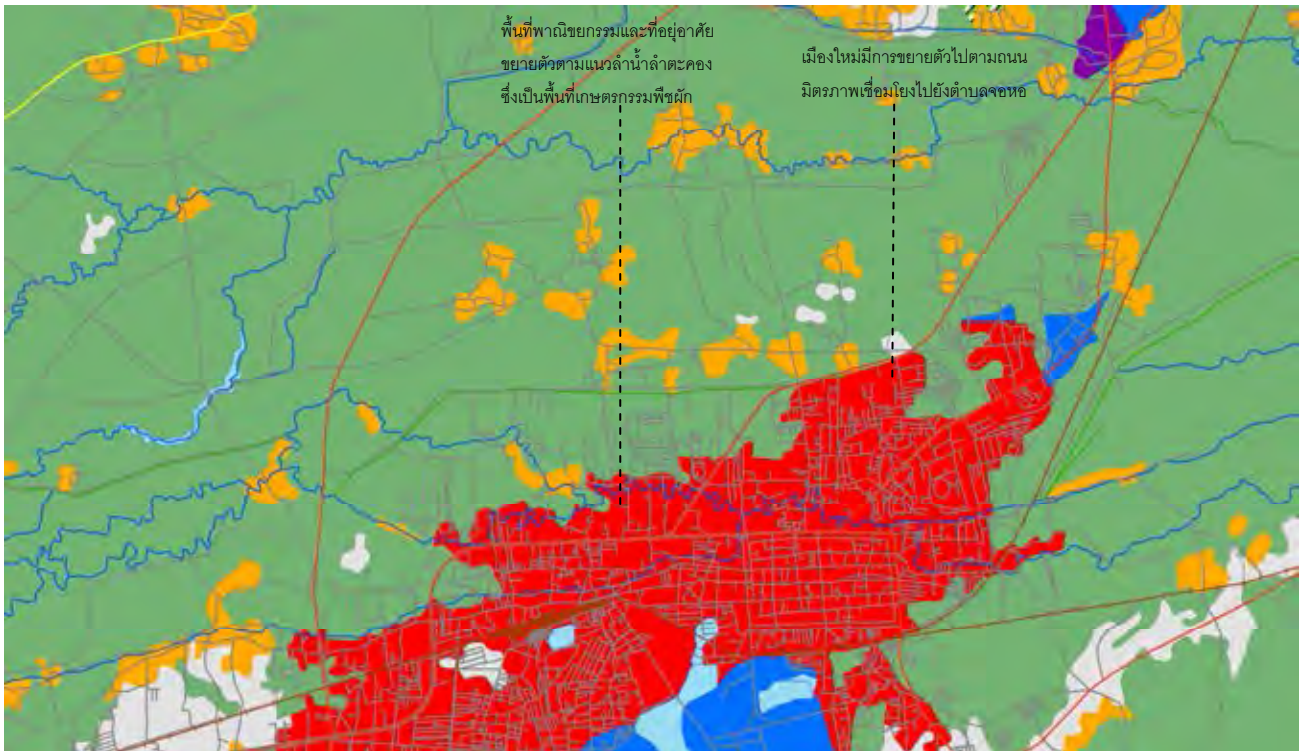 พื้นที่พาณิชยกรรมและที่อยู่อาศัย
ขยายตัวตามแนวลำน้ำลำตะคอง
ซึ่งเป็นพื้นที่เกษตรกรรมพืชผัก
เมืองใหม่มีการขยายตัวไปตามถนน
มิตรภาพเชื่อมโยงไปยังตำบลจอหอ